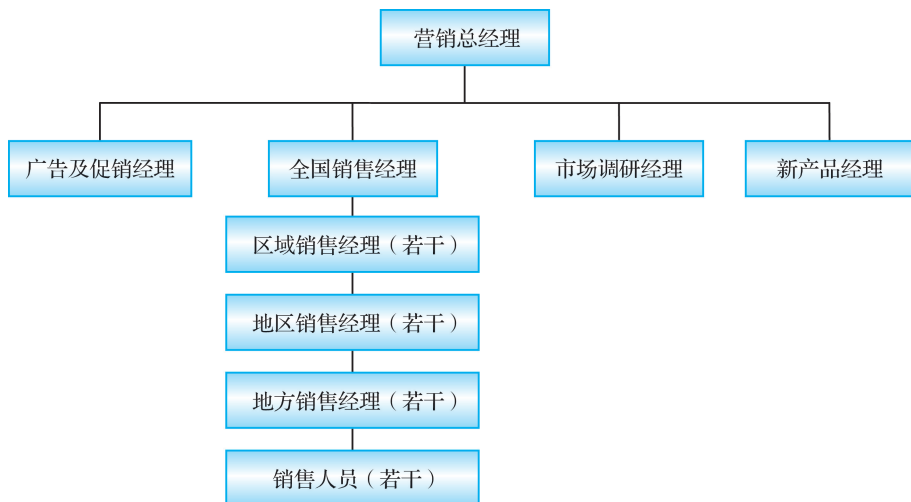 营销总经理
广告及促销经理
全国销售经理
市场调研经理
新产品经理
区域销售经理（若干）
地区销售经理（若干）
地方销售经理（若干）
销售人员（若干）